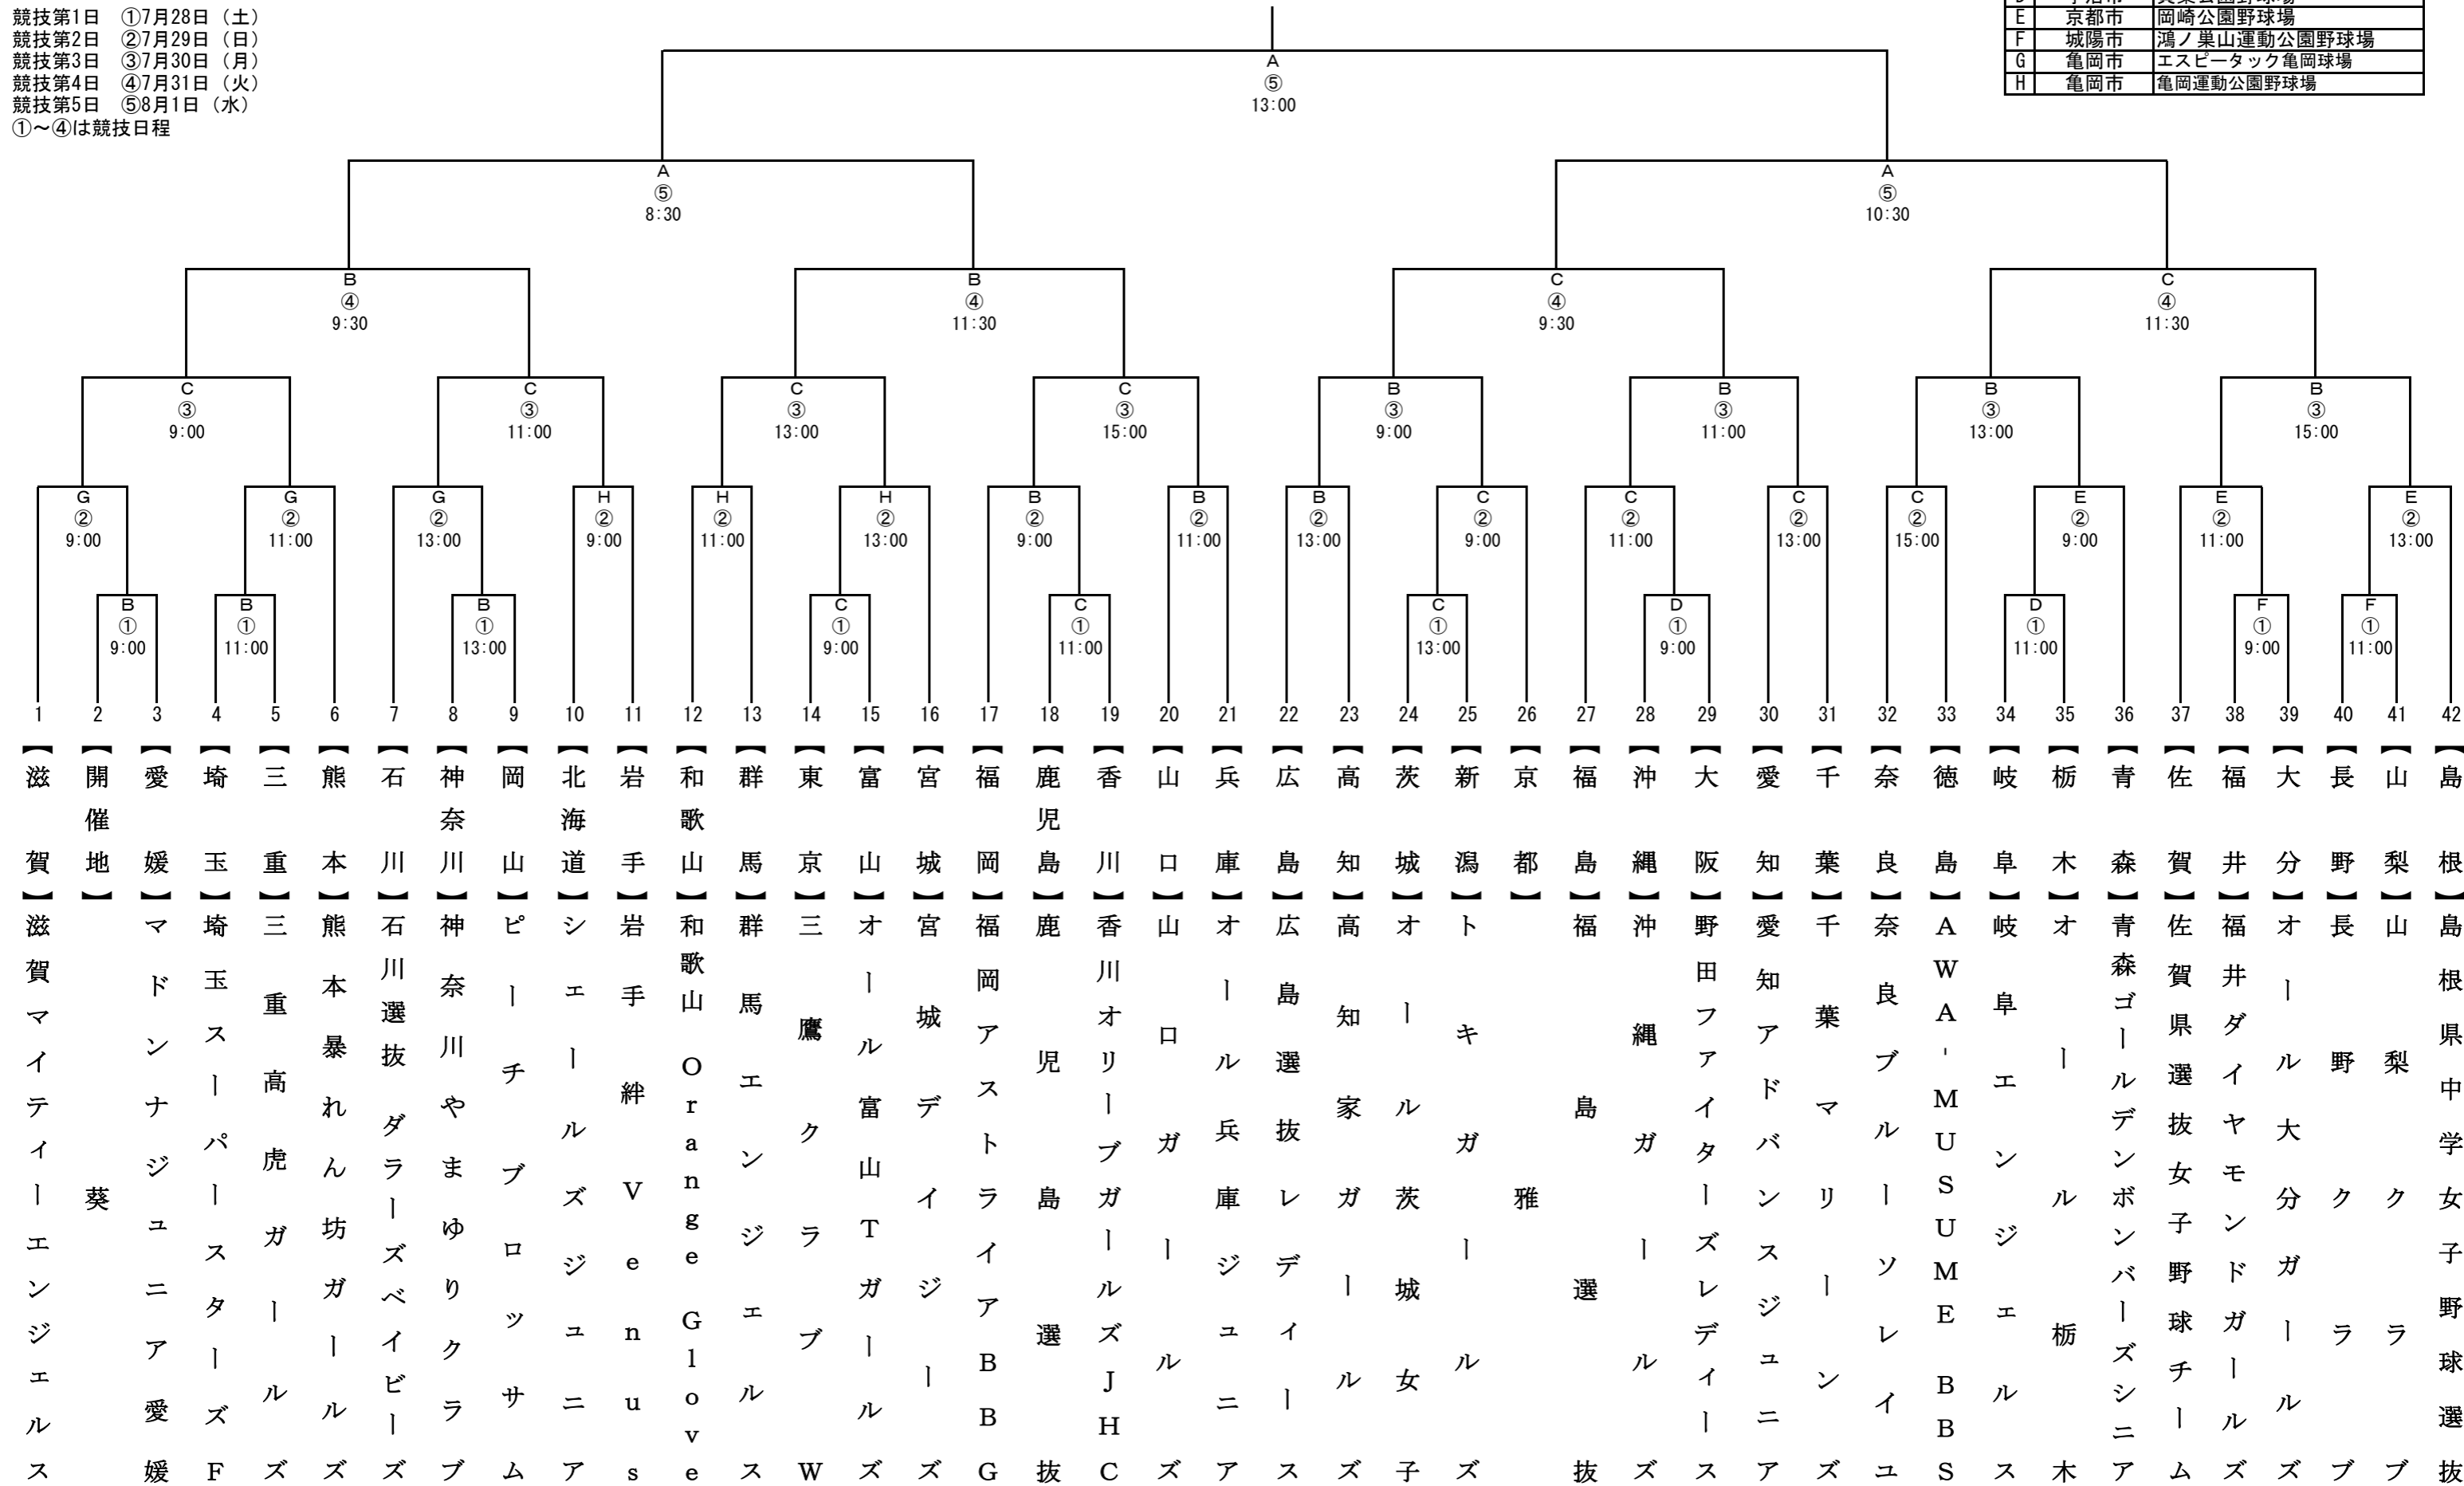 競技第1日　①7月28日（土）
競技第2日　②7月29日（日）
競技第3日　③7月30日（月）
競技第4日　④7月31日（火）
競技第5日　⑤8月1日（水）
①～④は競技日程
E 京都市 岡崎公園野球場
F 城陽市 鴻ノ巣山運動公園野球場
G 亀岡市 エスピータック亀岡球場
H 亀岡市 亀岡運動公園野球場
A
⑤
13:00
A
⑤
8:30
A
⑤
10:30
B
④
9:30
B
④
11:30
C
④
9:30
C
④
11:30
C
③
9:00
C
③
11:00
C
③
13:00
C
③
15:00
B
③
9:00
B
③
11:00
B
③
13:00
B
③
15:00
G
②
9:00
G
②
11:00
G
②
13:00
H
②
9:00
H
②
11:00
H
②
13:00
B
②
9:00
B
②
11:00
B
②
13:00
C
②
9:00
C
②
11:00
C
②
13:00
C
②
15:00
E
②
9:00
E
②
11:00
E
②
13:00
B
①
9:00
B
①
11:00
B
①
13:00
C
①
9:00
C
①
11:00
C
①
13:00
D
①
9:00
D
①
11:00
F
①
9:00
F
①
11:00
1 【滋賀】滋賀マイティーエンジェルス
2 【開催地】葵
3 【愛媛】マドンナジュニア愛媛
4 【埼玉】埼玉スーパースターズF
5 【三重】三重高虎ガールズ
6 【熊本】熊本暴れん坊ガールズ
7 【石川】石川選抜 ダラーズベイビーズ
8 【神奈川】神奈川やまゆりクラブ
9 【岡山】ピーチブロッサム
10 【北海道】シェールズジュニア
11 【岩手】岩手絆Venus
12 【和歌山】和歌山 Orange Glove
13 【群馬】群馬エンジェルス
14 【東京】三鷹クラブW
15 【富山】オール富山Tガールズ
16 【宮城】宮城デイジーズ
17 【福岡】福岡アストライアBBG
18 【鹿児島】鹿児島選抜
19 【香川】香川オリーブガールズJHC
20 【山口】山口ガールズ
21 【兵庫】オール兵庫ジュニア
22 【広島】広島選抜レディース
23 【高知】高知家ガールズ
24 【茨城】オール茨城女子
25 【新潟】トキガールズ
26 【京都】雅
27 【福島】福島選抜
28 【沖縄】沖縄ガールズ
29 【大阪】野田ファイターズレディース
30 【愛知】愛知アドバンスジュニア
31 【千葉】千葉マリーンズ
32 【奈良】奈良ブルーソレイユ
33 【徳島】AWA'MUSUME BBS
34 【岐阜】岐阜エンジェルス
35 【栃木】オール栃木
36 【青森】青森ゴールデンボンバーズシニア
37 【佐賀】佐賀県選抜女子野球チーム
38 【福井】福井ダイヤモンドガールズ
39 【大分】オール大分ガールズ
40 【長野】長野クラブ
41 【山梨】山梨クラブ
42 【島根】島根県中学女子野球選抜